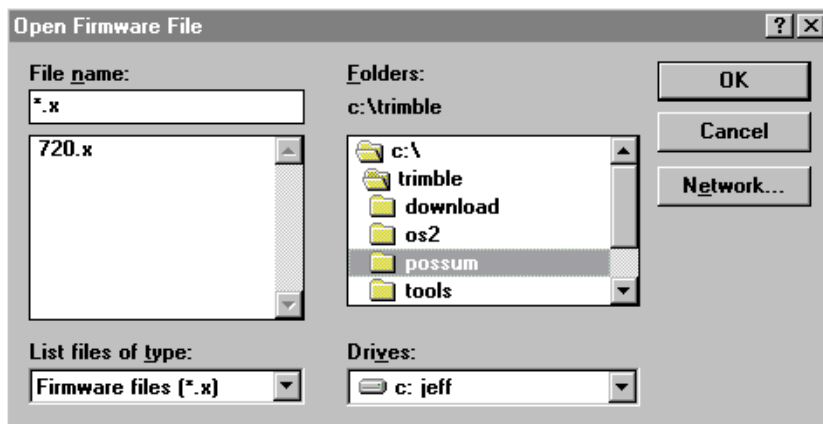 Open Firmware File
? X
File name:
*.x
720.x
List files of type:
Firmware files (*.x)
Folders:
c:\trimble
c:\
trimble
download
os2
possum
tools
Drives:
c: jeff
OK
Cancel
Network...